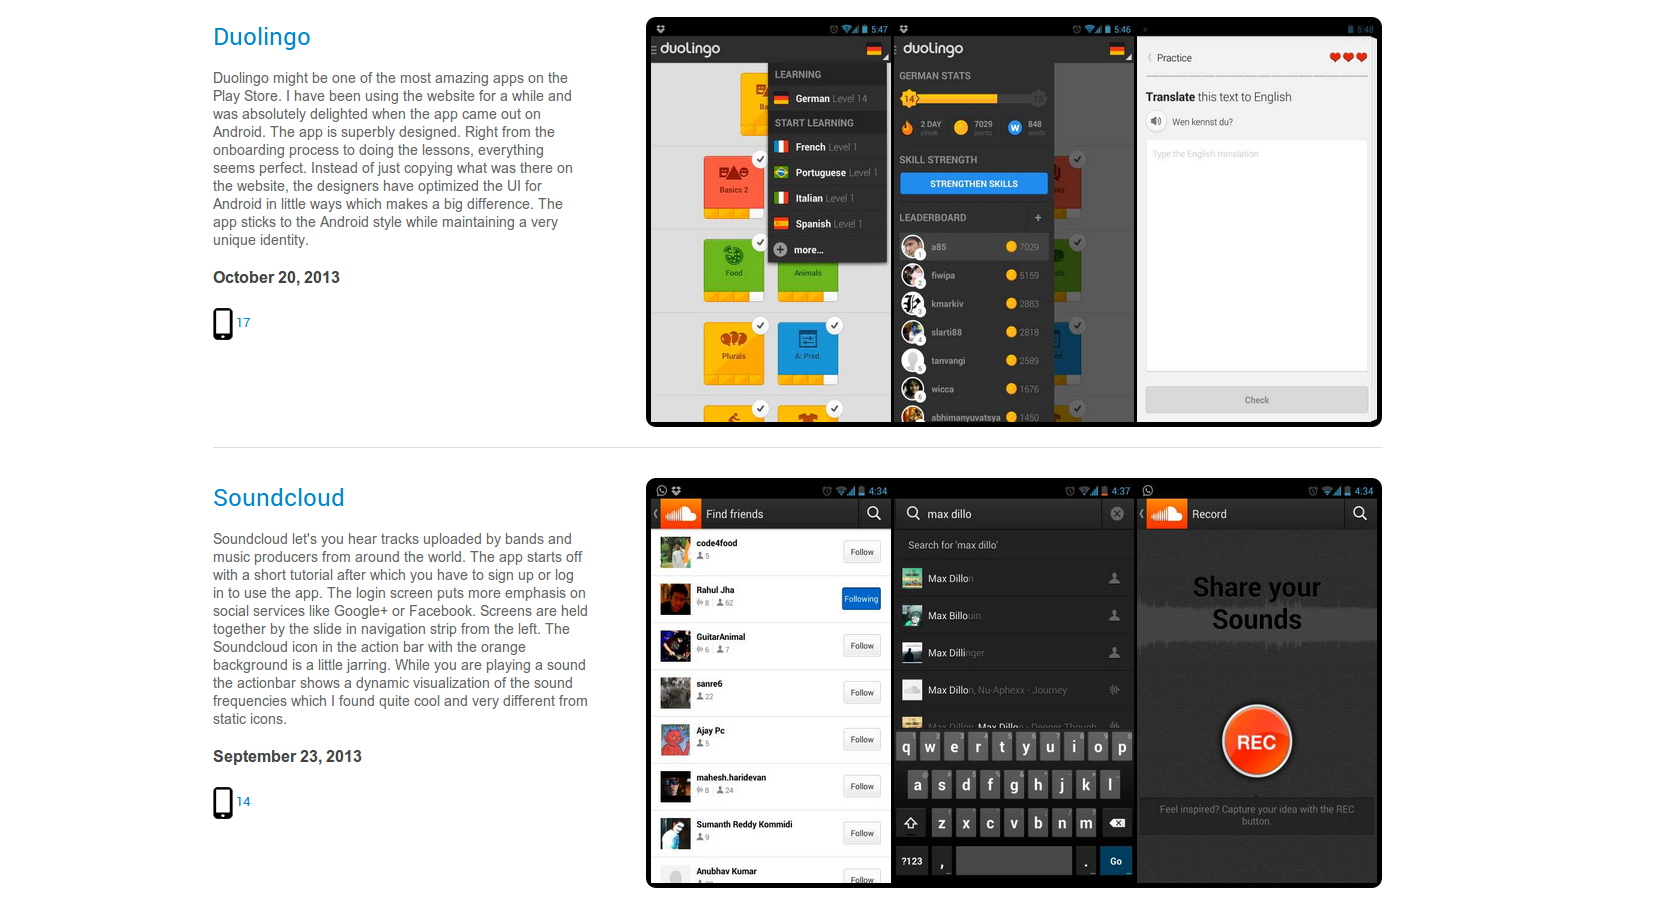 Duolingo
Duolingo might be one of the most amazing apps on the
Play Store. I have been using the website for a while and
was absolutely delighted when the app came out on
Android. The app is superbly designed. Right from the
onboarding process to doing the lessons, everything
seems perfect. Instead of just copying what was there on
the website, the designers have optimized the UI for
Android in little ways which makes a big difference. The
app sticks to the Android style while maintaining a very
unique identity.
October 20, 2013
17
5:47
duolingo
LEARNING
German Level 14
START LEARNING
French Level 1
Portuguese Level 1
Italian Level 1
Spanish Level 1
more...
Ba
Basics 2
Food
Animals
Plurals
A: Pred.
5:46
duolingo
GERMAN STATS
14
2 DAY
streak
7029
points
848
words
SKILL STRENGTH
STRENGTHEN SKILLS
LEADERBOARD +
1 a85 7029
2 fiwipa 5159
3 kmarkiv 2883
4 slarti88 2818
5 tanvangi 2589
6 wicca 1676
abhimanyuvatsya 1450
5:48
Practice
Translate this text to English
Wen kennst du?
Type the English translation
Check
Soundcloud
Soundcloud let's you hear tracks uploaded by bands and
music producers from around the world. The app starts off
with a short tutorial after which you have to sign up or log
in to use the app. The login screen puts more emphasis on
social services like Google+ or Facebook. Screens are held
together by the slide in navigation strip from the left. The
Soundcloud icon in the action bar with the orange
background is a little jarring. While you are playing a sound
the actionbar shows a dynamic visualization of the sound
frequencies which I found quite cool and very different from
static icons.
September 23, 2013
14
4:34
Find friends
code4food
5
Follow
Rahul Jha
8 62
Following
GuitarAnimal
6 7
Follow
sanre6
22
Follow
Ajay Pc
5
Follow
mahesh.haridevan
8 24
Follow
Sumanth Reddy Kommidi
9
Follow
Anubhav Kumar
Follow
4:37
max dillo
Search for 'max dillo'
Max Dillon
Max Billouin
Max Dillinger
Max Dillon, Nu-Aphexx - Journey
Max Dillon, Max Dillon - Deeper Though
q w e r t y u i o p
a s d f g h j k l
z x c v b n m
?123 , . Go
4:34
Record
Share your
Sounds
REC
Feel inspired? Capture your idea with the REC
button.